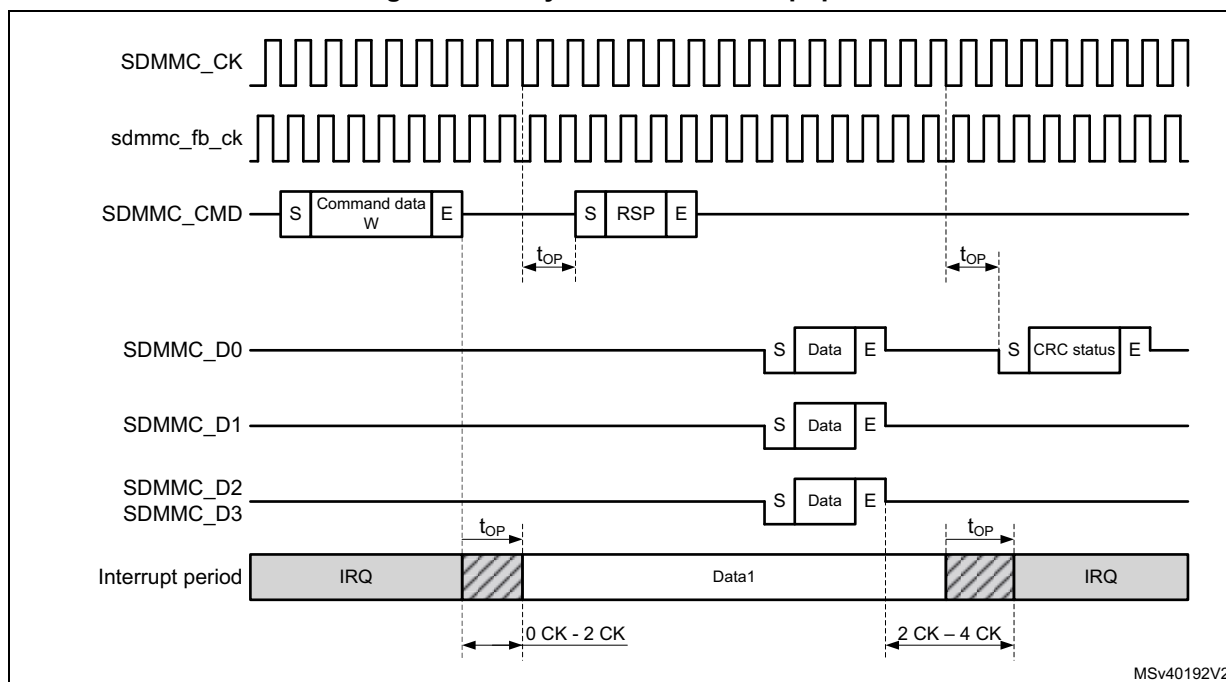 SDMMC_CK
sdmmc_fb_ck
SDMMC_CMD
S
Command data
W
E
S
RSP
E
tOP
tOP
SDMMC_D0
S
Data
E
S
CRC status
E
SDMMC_D1
S
Data
E
SDMMC_D2
SDMMC_D3
S
Data
E
tOP
tOP
Interrupt period
IRQ
Data1
IRQ
0 CK - 2 CK
2 CK – 4 CK
MSv40192V2